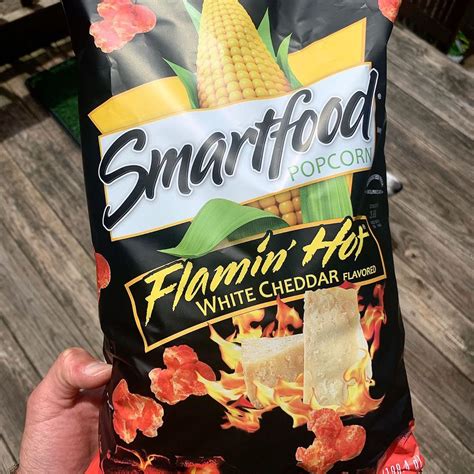 Smartfood
POPCORN
Flamin' Hot
WHITE CHEDDAR FLAVORED